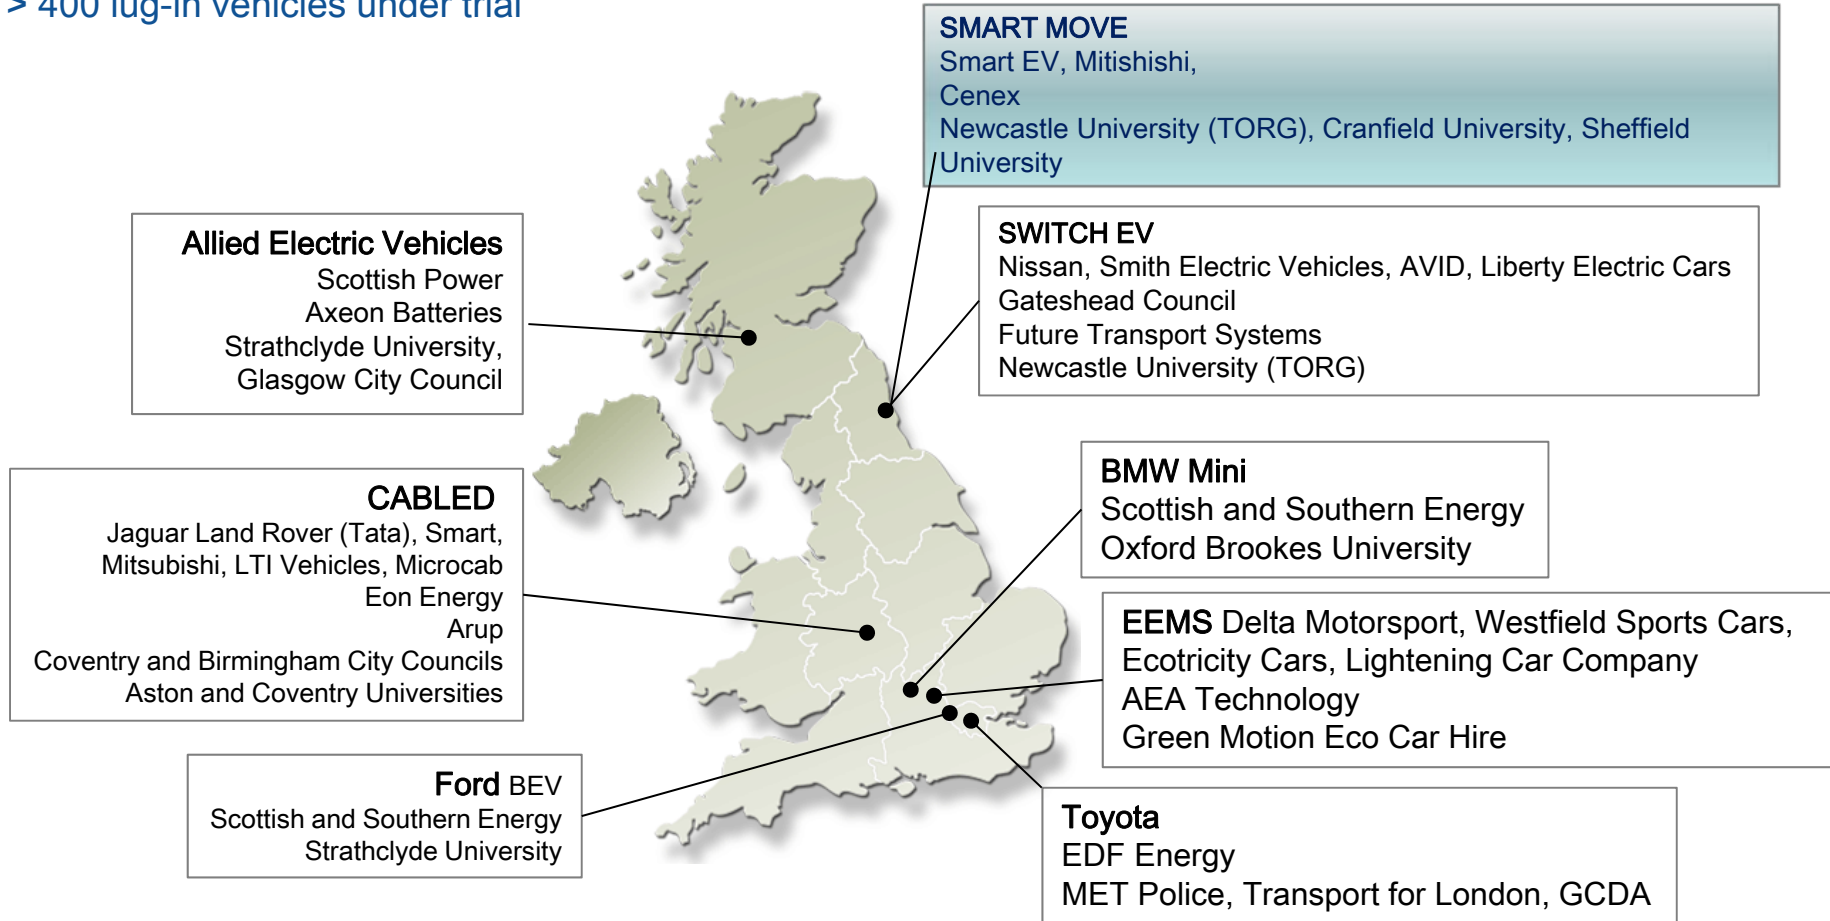 > 400 lug-in vehicles under trial
SMART MOVE
Smart EV, Mitishishi,
Cenex
Newcastle University (TORG), Cranfield University, Sheffield
University
Allied Electric Vehicles
Scottish Power
Axeon Batteries
Strathclyde University,
Glasgow City Council
SWITCH EV
Nissan, Smith Electric Vehicles, AVID, Liberty Electric Cars
Gateshead Council
Future Transport Systems
Newcastle University (TORG)
CABLED
Jaguar Land Rover (Tata), Smart,
Mitsubishi, LTI Vehicles, Microcab
Eon Energy
Arup
Coventry and Birmingham City Councils
Aston and Coventry Universities
BMW Mini
Scottish and Southern Energy
Oxford Brookes University
EEMS Delta Motorsport, Westfield Sports Cars,
Ecotricity Cars, Lightening Car Company
AEA Technology
Green Motion Eco Car Hire
Ford BEV
Scottish and Southern Energy
Strathclyde University
Toyota
EDF Energy
MET Police, Transport for London, GCDA